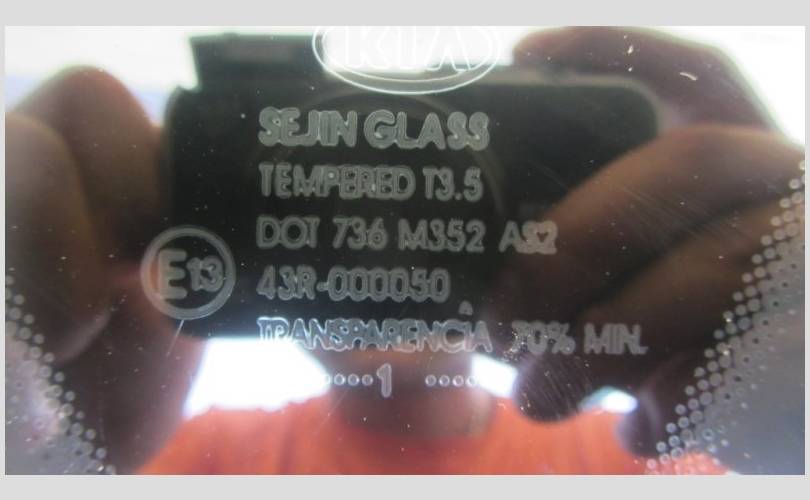 KIA
SEJIN GLASS
TEMPERED T3.5
DOT 736 M352 AS2
E13
43R-000050
TRANSPARENCIA 70% MIN.
····1 ····